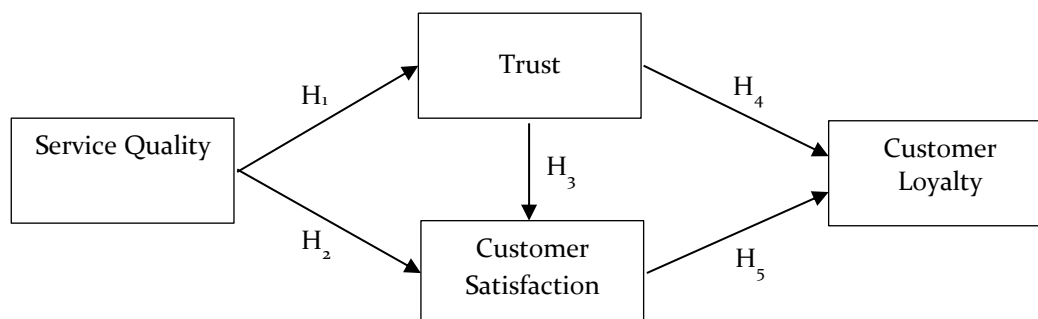 Trust
H₁
H₄
Service Quality
Customer
Loyalty
H₃
H₂
Customer
Satisfaction
H₅